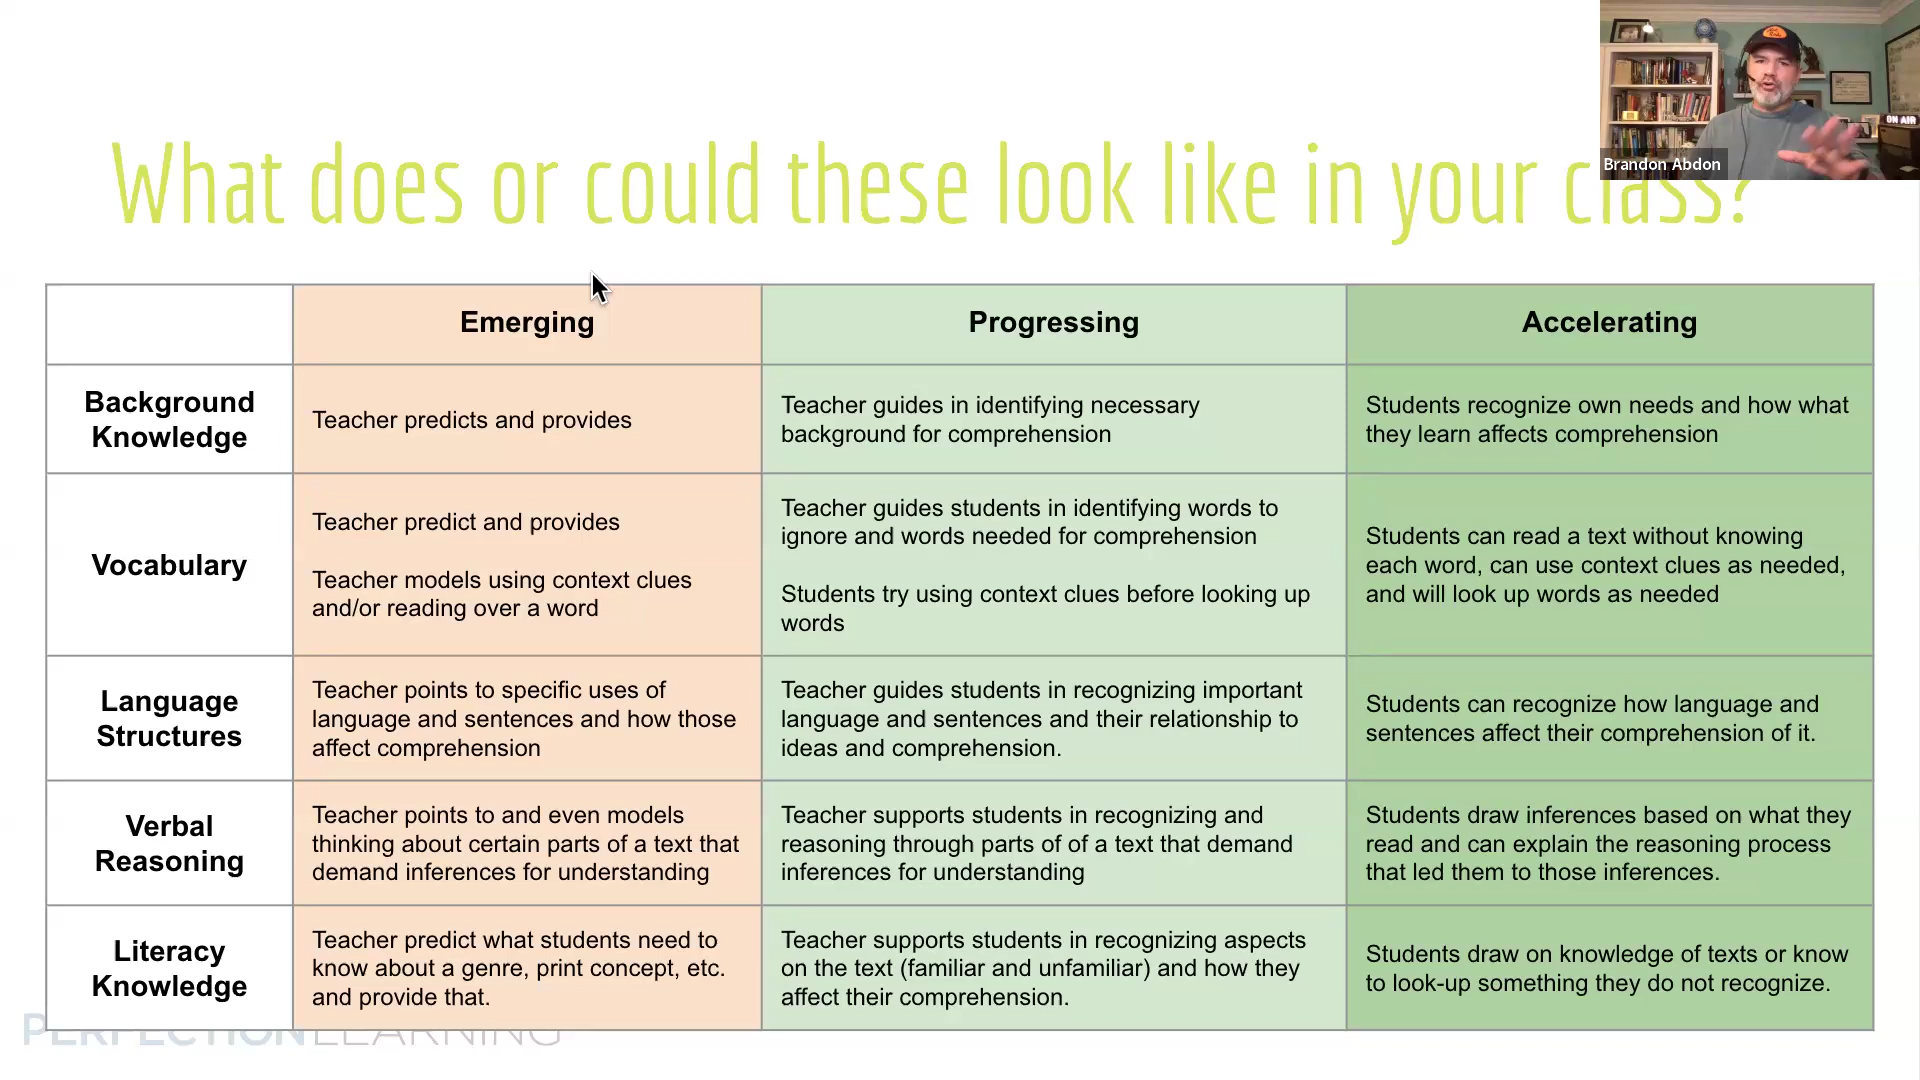 What does or could these look like in your class?
ON AIR
Brandon Abdon
Emerging
Progressing
Accelerating
Background
Knowledge
Teacher predicts and provides
Teacher guides in identifying necessary
background for comprehension
Students recognize own needs and how what
they learn affects comprehension
Vocabulary
Teacher predict and provides
Teacher models using context clues
and/or reading over a word
Teacher guides students in identifying words to
ignore and words needed for comprehension
Students try using context clues before looking up
words
Students can read a text without knowing
each word, can use context clues as needed,
and will look up words as needed
Language
Structures
Teacher points to specific uses of
language and sentences and how those
affect comprehension
Teacher guides students in recognizing important
language and sentences and their relationship to
ideas and comprehension.
Students can recognize how language and
sentences affect their comprehension of it.
Verbal
Reasoning
Teacher points to and even models
thinking about certain parts of a text that
demand inferences for understanding
Teacher supports students in recognizing and
reasoning through parts of of a text that demand
inferences for understanding
Students draw inferences based on what they
read and can explain the reasoning process
that led them to those inferences.
Literacy
Knowledge
Teacher predict what students need to
know about a genre, print concept, etc.
and provide that.
Teacher supports students in recognizing aspects
on the text (familiar and unfamiliar) and how they
affect their comprehension.
Students draw on knowledge of texts or know
to look-up something they do not recognize.
PERFECTION LEARNING